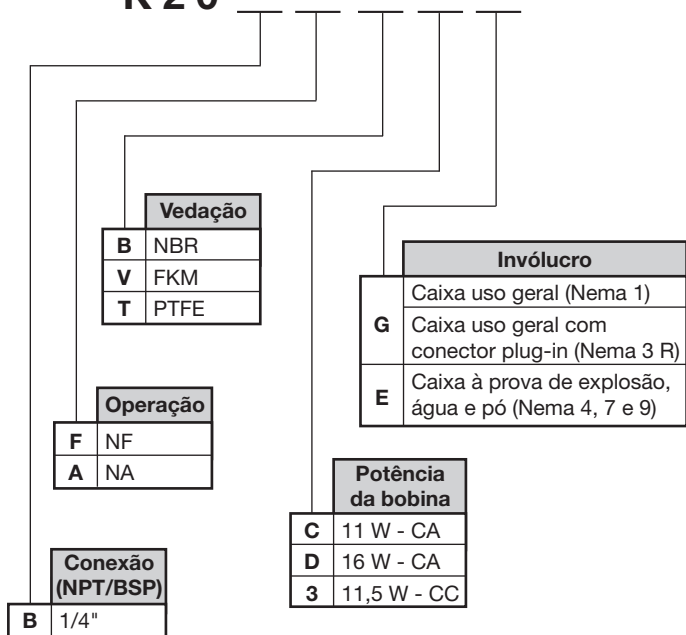 Vedação
B NBR
V FKM
T PTFE
Invólucro
G
Caixa uso geral (Nema 1)
Caixa uso geral com
conector plug-in (Nema 3 R)
E
Caixa à prova de explosão,
água e pó (Nema 4, 7 e 9)
Operação
F NF
A NA
Potência
da bobina
C 11 W - CA
D 16 W - CA
3 11,5 W - CC
Conexão
(NPT/BSP)
B 1/4"